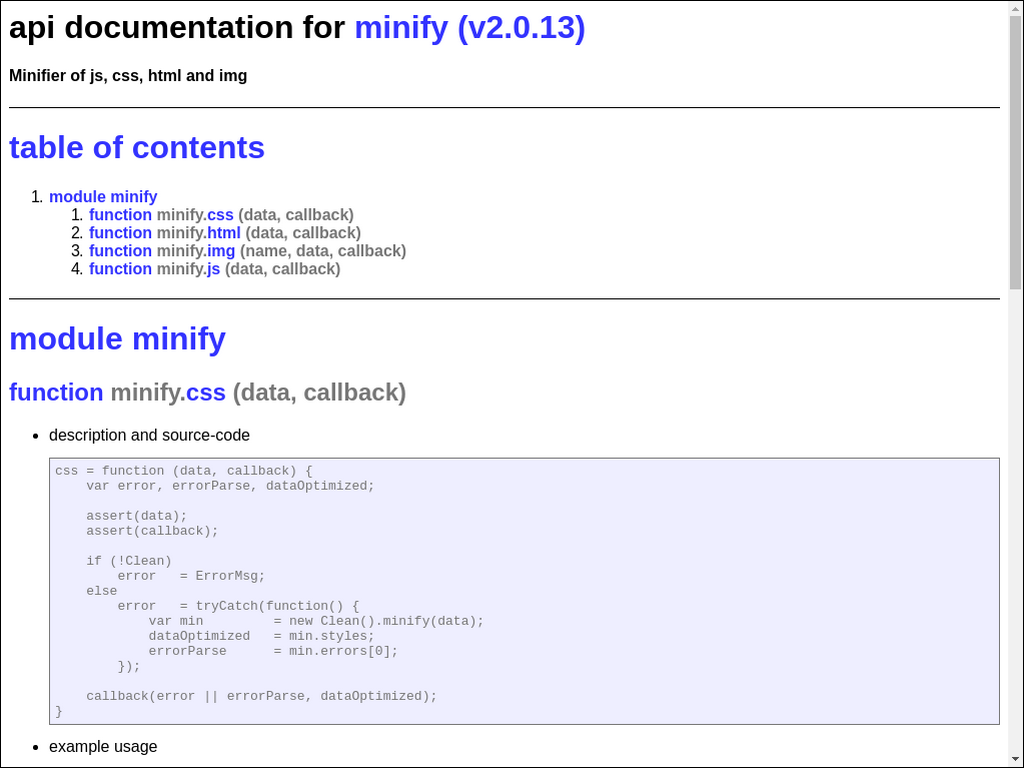 api documentation for minify (v2.0.13)
Minifier of js, css, html and img
table of contents
1. module minify
1. function minify.css (data, callback)
2. function minify.html (data, callback)
3. function minify.img (name, data, callback)
4. function minify.js (data, callback)
module minify
function minify.css (data, callback)
• description and source-code
css = function (data, callback) {
    var error, errorParse, dataOptimized;

    assert(data);
    assert(callback);

    if (!Clean)
        error   = ErrorMsg;
    else
        error   = tryCatch(function() {
            var min         = new Clean().minify(data);
            dataOptimized   = min.styles;
            errorParse      = min.errors[0];
        });

    callback(error || errorParse, dataOptimized);
}
• example usage